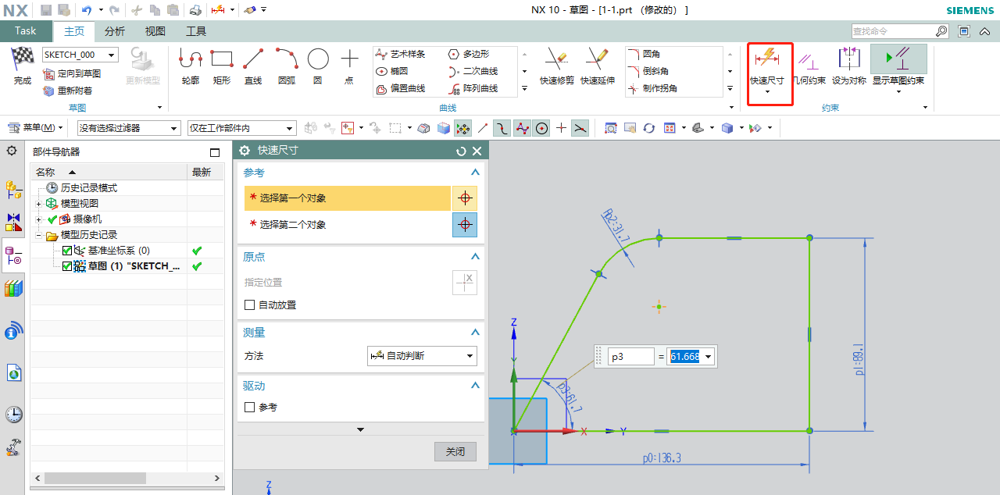 NX
NX 10 - 草图 - [1-1.prt （修改的） ]
SIEMENS
Task
主页
分析
视图
工具
查找命令
完成
SKETCH_000
定向到草图
重新附着
更新模型
草图
轮廓
矩形
直线
圆弧
圆
点
艺术样条
多边形
椭圆
二次曲线
偏置曲线
阵列曲线
快速修剪
快速延伸
圆角
倒斜角
制作拐角
曲线
快速尺寸
几何约束
设为对称
显示草图约束
约束
菜单(M)
没有选择过滤器
仅在工作部件内
部件导航器
名称
最新
历史记录模式
模型视图
摄像机
模型历史记录
基准坐标系 (0)
草图 (1) "SKETCH_...
快速尺寸
参考
* 选择第一个对象
* 选择第二个对象
原点
指定位置
自动放置
测量
方法
自动判断
驱动
参考
关闭
Rp2:31.7
Z
p3
=
61.668
p1:89.1
p3:61.7
X
Y
p0:136.3
Z